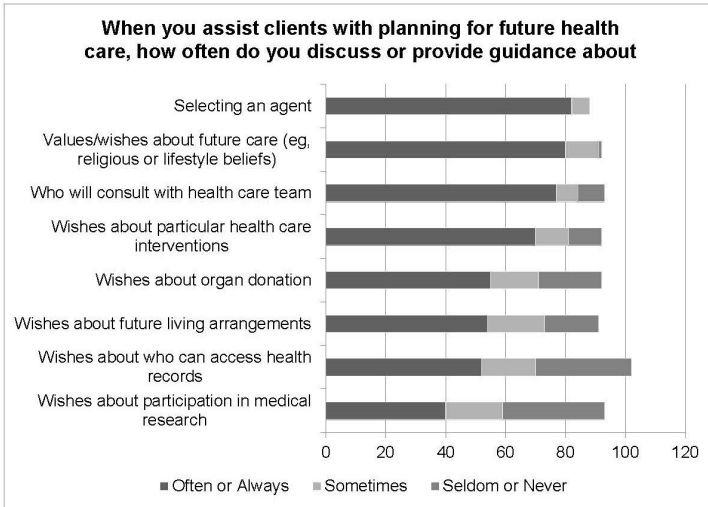 When you assist clients with planning for future health
care, how often do you discuss or provide guidance about
Selecting an agent
Values/wishes about future care (eg,
religious or lifestyle beliefs)
Who will consult with health care team
Wishes about particular health care
interventions
Wishes about organ donation
Wishes about future living arrangements
Wishes about who can access health
records
Wishes about participation in medical
research
0 20 40 60 80 100 120
Often or Always Sometimes Seldom or Never